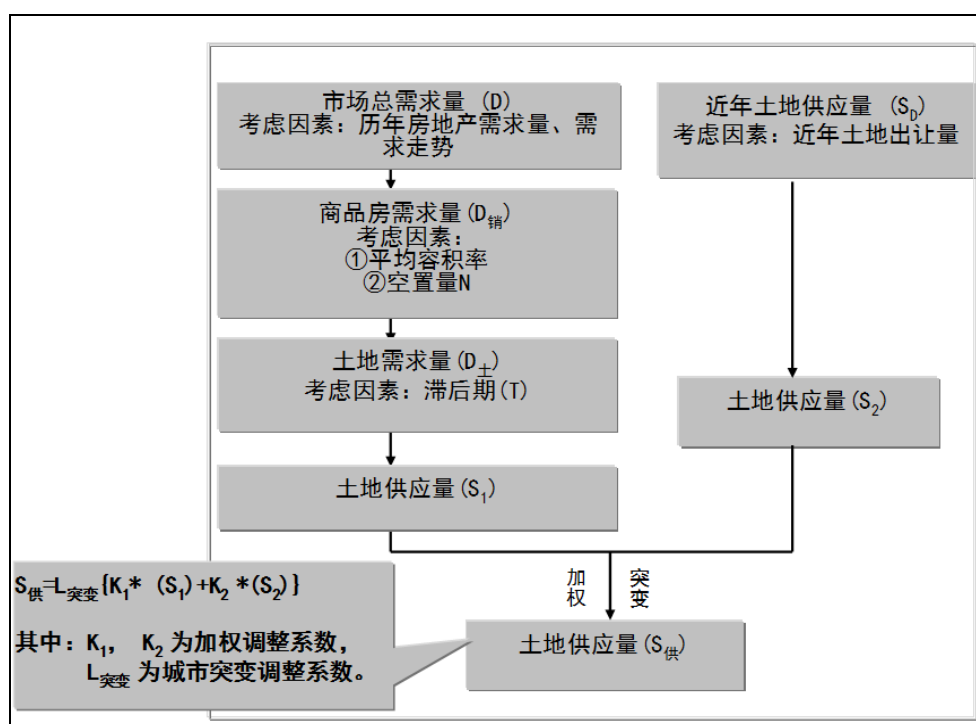 市场总需求量 (D)
考虑因素：历年房地产需求量、需
求走势
近年土地供应量 (S_D)
考虑因素：近年土地出让量
商品房需求量(D销)
考虑因素：
①平均容积率
②空置量N
土地需求量(D土)
考虑因素：滞后期(T)
土地供应量(S₂)
土地供应量(S₁)
加权
突变
S供=L突变{K₁* (S₁)+K₂ *(S₂)}
其中：K₁， K₂ 为加权调整系数，
L突变 为城市突变调整系数。
土地供应量(S供)